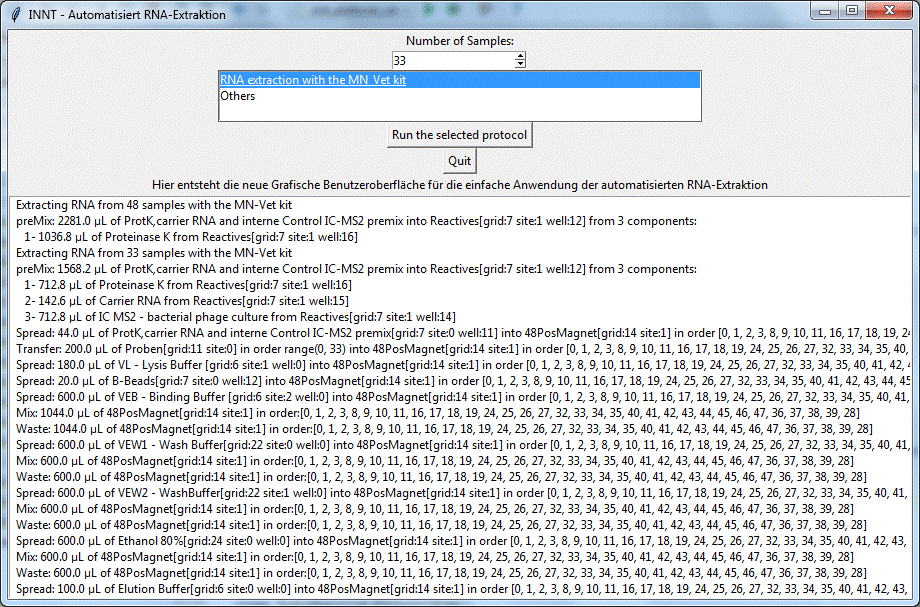 INNT - Automatisiert RNA-Extraktion
Number of Samples:
33
RNA extraction with the MN_Vet kit
Others
Run the selected protocol
Quit
Hier entsteht die neue Grafische Benutzeroberfläche für die einfache Anwendung der automatisierten RNA-Extraktion
Extracting RNA from 48 samples with the MN-Vet kit
preMix: 2281.0 µL of ProtK,carrier RNA and interne Control IC-MS2 premix into Reactives[grid:7 site:1 well:12] from 3 components:
1- 1036.8 µL of Proteinase K from Reactives[grid:7 site:1 well:16]
Extracting RNA from 33 samples with the MN-Vet kit
preMix: 1568.2 µL of ProtK,carrier RNA and interne Control IC-MS2 premix into Reactives[grid:7 site:1 well:12] from 3 components:
1- 712.8 µL of Proteinase K from Reactives[grid:7 site:1 well:16]
2- 142.6 µL of Carrier RNA from Reactives[grid:7 site:1 well:15]
3- 712.8 µL of IC MS2 - bacterial phage culture from Reactives[grid:7 site:1 well:14]
Spread: 44.0 µL of ProtK,carrier RNA and interne Control IC-MS2 premix[grid:7 site:0 well:11] into 48PosMagnet[grid:14 site:1] in order [0, 1, 2, 3, 8, 9, 10, 11, 16, 17, 18, 19, 24
Transfer: 200.0 µL of Proben[grid:11 site:0] in order range(0, 33) into 48PosMagnet[grid:14 site:1] in order [0, 1, 2, 3, 8, 9, 10, 11, 16, 17, 18, 19, 24, 25, 26, 27, 32, 33, 34, 35, 40,
Spread: 180.0 µL of VL - Lysis Buffer [grid:6 site:1 well:0] into 48PosMagnet[grid:14 site:1] in order [0, 1, 2, 3, 8, 9, 10, 11, 16, 17, 18, 19, 24, 25, 26, 27, 32, 33, 34, 35, 40, 41, 42, 4
Spread: 20.0 µL of B-Beads[grid:7 site:0 well:12] into 48PosMagnet[grid:14 site:1] in order [0, 1, 2, 3, 8, 9, 10, 11, 16, 17, 18, 19, 24, 25, 26, 27, 32, 33, 34, 35, 40, 41, 42, 43, 44, 45
Spread: 600.0 µL of VEB - Binding Buffer [grid:6 site:2 well:0] into 48PosMagnet[grid:14 site:1] in order [0, 1, 2, 3, 8, 9, 10, 11, 16, 17, 18, 19, 24, 25, 26, 27, 32, 33, 34, 35, 40, 41, 42
Mix: 1044.0 µL of 48PosMagnet[grid:14 site:1] in order:[0, 1, 2, 3, 8, 9, 10, 11, 16, 17, 18, 19, 24, 25, 26, 27, 32, 33, 34, 35, 40, 41, 42, 43, 44, 45, 46, 47, 36, 37, 38, 39, 28]
Waste: 1044.0 µL of 48PosMagnet[grid:14 site:1] in order:[0, 1, 2, 3, 8, 9, 10, 11, 16, 17, 18, 19, 24, 25, 26, 27, 32, 33, 34, 35, 40, 41, 42, 43, 44, 45, 46, 47, 36, 37, 38, 39, 28]
Spread: 600.0 µL of VEW1 - Wash Buffer[grid:22 site:0 well:0] into 48PosMagnet[grid:14 site:1] in order [0, 1, 2, 3, 8, 9, 10, 11, 16, 17, 18, 19, 24, 25, 26, 27, 32, 33, 34, 35, 40, 41,
Mix: 600.0 µL of 48PosMagnet[grid:14 site:1] in order:[0, 1, 2, 3, 8, 9, 10, 11, 16, 17, 18, 19, 24, 25, 26, 27, 32, 33, 34, 35, 40, 41, 42, 43, 44, 45, 46, 47, 36, 37, 38, 39, 28]
Waste: 600.0 µL of 48PosMagnet[grid:14 site:1] in order:[0, 1, 2, 3, 8, 9, 10, 11, 16, 17, 18, 19, 24, 25, 26, 27, 32, 33, 34, 35, 40, 41, 42, 43, 44, 45, 46, 47, 36, 37, 38, 39, 28]
Spread: 600.0 µL of VEW2 - WashBuffer[grid:22 site:1 well:0] into 48PosMagnet[grid:14 site:1] in order [0, 1, 2, 3, 8, 9, 10, 11, 16, 17, 18, 19, 24, 25, 26, 27, 32, 33, 34, 35, 40, 41,
Mix: 600.0 µL of 48PosMagnet[grid:14 site:1] in order:[0, 1, 2, 3, 8, 9, 10, 11, 16, 17, 18, 19, 24, 25, 26, 27, 32, 33, 34, 35, 40, 41, 42, 43, 44, 45, 46, 47, 36, 37, 38, 39, 28]
Waste: 600.0 µL of 48PosMagnet[grid:14 site:1] in order:[0, 1, 2, 3, 8, 9, 10, 11, 16, 17, 18, 19, 24, 25, 26, 27, 32, 33, 34, 35, 40, 41, 42, 43, 44, 45, 46, 47, 36, 37, 38, 39, 28]
Spread: 600.0 µL of Ethanol 80%[grid:24 site:0 well:0] into 48PosMagnet[grid:14 site:1] in order [0, 1, 2, 3, 8, 9, 10, 11, 16, 17, 18, 19, 24, 25, 26, 27, 32, 33, 34, 35, 40, 41, 42, 43,
Mix: 600.0 µL of 48PosMagnet[grid:14 site:1] in order:[0, 1, 2, 3, 8, 9, 10, 11, 16, 17, 18, 19, 24, 25, 26, 27, 32, 33, 34, 35, 40, 41, 42, 43, 44, 45, 46, 47, 36, 37, 38, 39, 28]
Waste: 600.0 µL of 48PosMagnet[grid:14 site:1] in order:[0, 1, 2, 3, 8, 9, 10, 11, 16, 17, 18, 19, 24, 25, 26, 27, 32, 33, 34, 35, 40, 41, 42, 43, 44, 45, 46, 47, 36, 37, 38, 39, 28]
Spread: 100.0 µL of Elution Buffer[grid:6 site:0 well:0] into 48PosMagnet[grid:14 site:1] in order [0, 1, 2, 3, 8, 9, 10, 11, 16, 17, 18, 19, 24, 25, 26, 27, 32, 33, 34, 35, 40, 41, 42, 43,